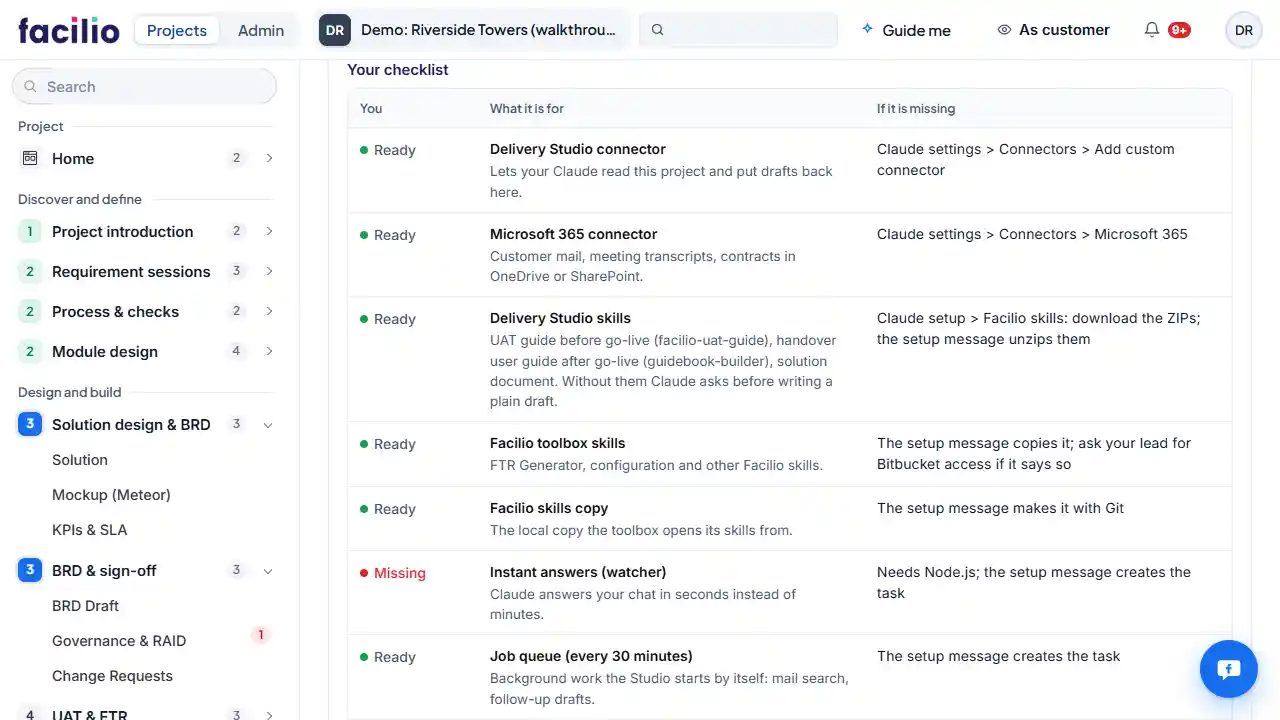 facilio
Projects
Admin
DR
Demo: Riverside Towers (walkthrou...
Guide me
As customer
9+
DR
Search
Project
Home 2
Discover and define
1 Project introduction 2
2 Requirement sessions 3
2 Process & checks 2
2 Module design 4
Design and build
3 Solution design & BRD 3
Solution
Mockup (Meteor)
KPIs & SLA
3 BRD & sign-off 3
BRD Draft
Governance & RAID 1
Change Requests
4 UAT & FTR 3
Your checklist
You What it is for If it is missing
Ready
Delivery Studio connector
Lets your Claude read this project and put drafts back
here.
Claude settings > Connectors > Add custom
connector
Ready
Microsoft 365 connector
Customer mail, meeting transcripts, contracts in
OneDrive or SharePoint.
Claude settings > Connectors > Microsoft 365
Ready
Delivery Studio skills
UAT guide before go-live (facilio-uat-guide), handover
user guide after go-live (guidebook-builder), solution
document. Without them Claude asks before writing a
plain draft.
Claude setup > Facilio skills: download the ZIPs;
the setup message unzips them
Ready
Facilio toolbox skills
FTR Generator, configuration and other Facilio skills.
The setup message copies it; ask your lead for
Bitbucket access if it says so
Ready
Facilio skills copy
The local copy the toolbox opens its skills from.
The setup message makes it with Git
Missing
Instant answers (watcher)
Claude answers your chat in seconds instead of
minutes.
Needs Node.js; the setup message creates the
task
Ready
Job queue (every 30 minutes)
Background work the Studio starts by itself: mail search,
follow-up drafts.
The setup message creates the task